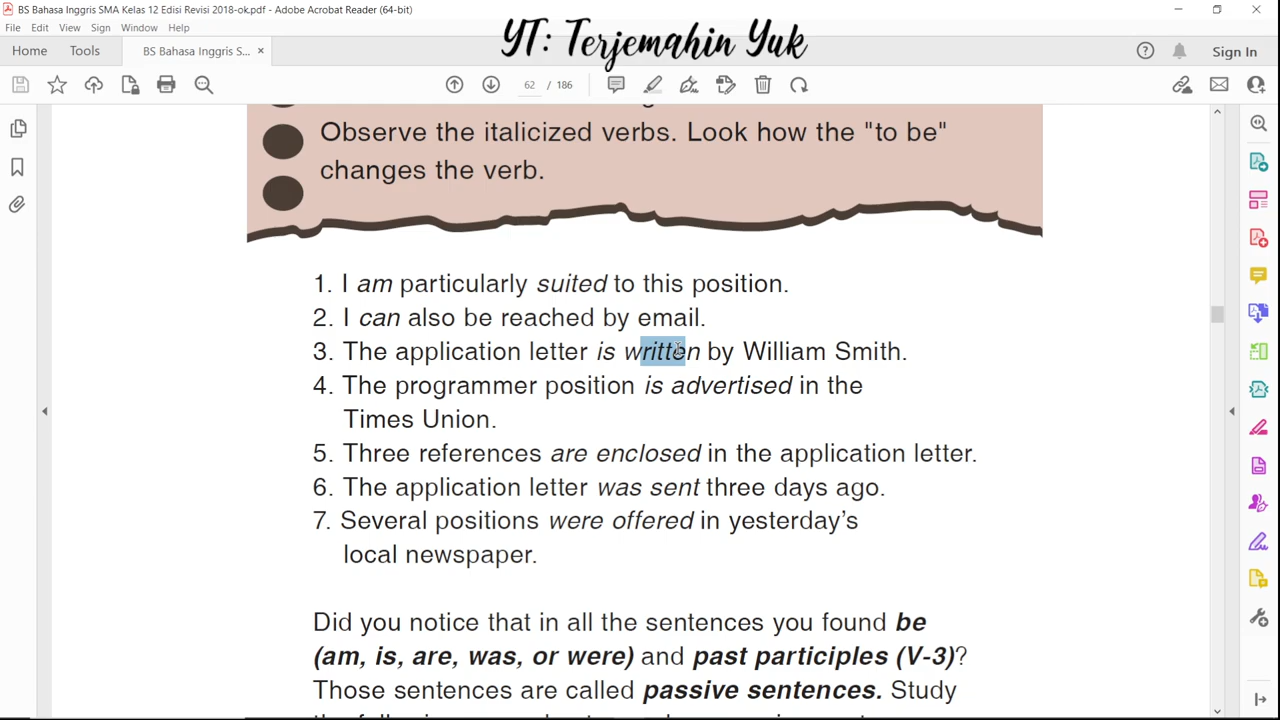 BS Bahasa Inggris SMA Kelas 12 Edisi Revisi 2018-ok.pdf - Adobe Acrobat Reader (64-bit)
File Edit View Sign Window Help
YT: Terjemahin Yuk
Home Tools BS Bahasa Inggris S... × Sign In
62 / 186
Observe the italicized verbs. Look how the "to be"
changes the verb.
1. I am particularly suited to this position.
2. I can also be reached by email.
3. The application letter is written by William Smith.
4. The programmer position is advertised in the
Times Union.
5. Three references are enclosed in the application letter.
6. The application letter was sent three days ago.
7. Several positions were offered in yesterday’s
local newspaper.
Did you notice that in all the sentences you found be
(am, is, are, was, or were) and past participles (V-3)?
Those sentences are called passive sentences. Study